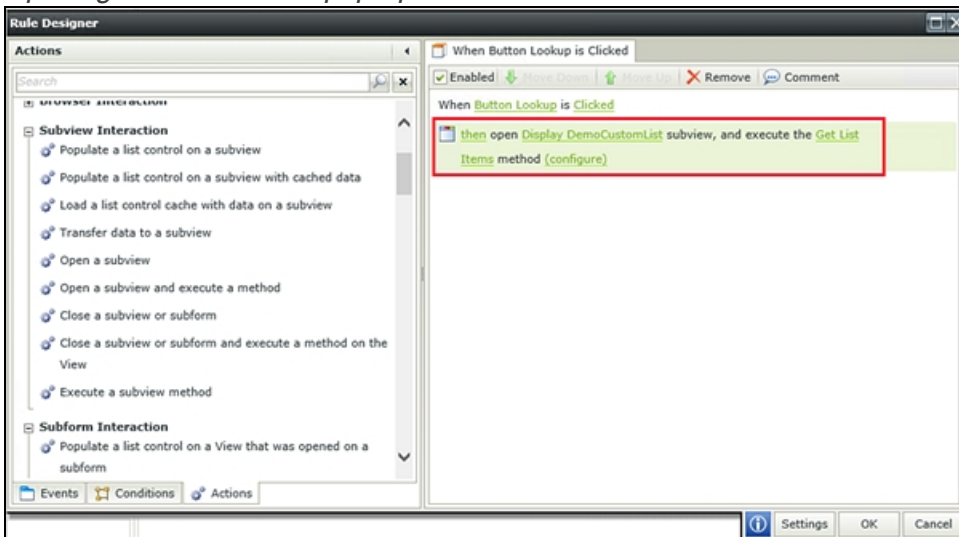 Rule Designer
Actions
When Button Lookup is Clicked
Search
Enabled Move Down Move Up Remove Comment
Browser Interaction
When Button Lookup is Clicked
Subview Interaction
then open Display DemoCustomList subview, and execute the Get List
Items method (configure)
Populate a list control on a subview
Populate a list control on a subview with cached data
Load a list control cache with data on a subview
Transfer data to a subview
Open a subview
Open a subview and execute a method
Close a subview or subform
Close a subview or subform and execute a method on the
View
Execute a subview method
Subform Interaction
Populate a list control on a View that was opened on a
subform
Events Conditions Actions
Settings OK Cancel